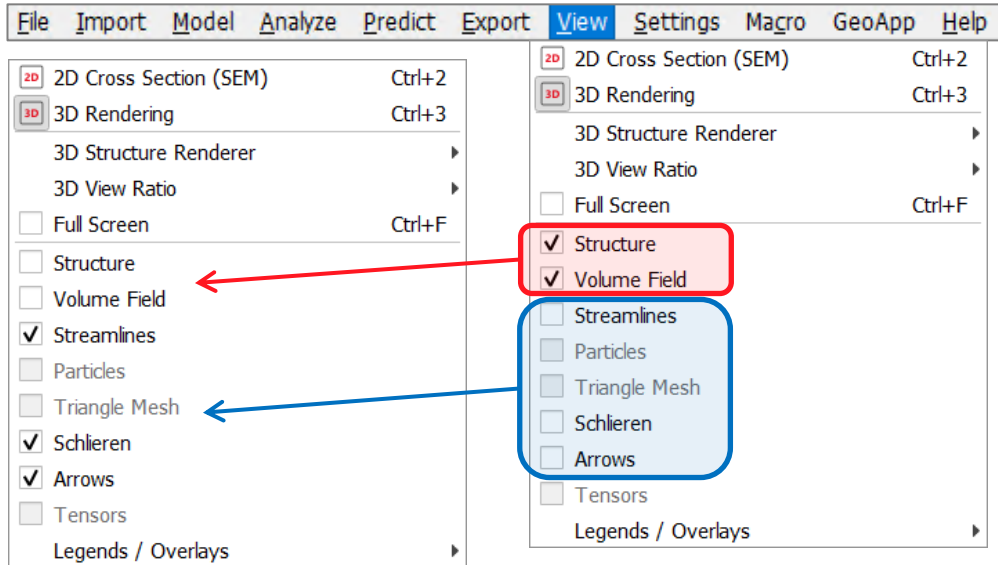 File Import Model Analyze Predict Export View Settings Macro GeoApp Help
2D 2D Cross Section (SEM) Ctrl+2
3D 3D Rendering Ctrl+3
3D Structure Renderer
3D View Ratio
Full Screen Ctrl+F
Structure
Volume Field
Streamlines
Particles
Triangle Mesh
Schlieren
Arrows
Tensors
Legends / Overlays
2D 2D Cross Section (SEM) Ctrl+2
3D 3D Rendering Ctrl+3
3D Structure Renderer
3D View Ratio
Full Screen Ctrl+F
Structure
Volume Field
Streamlines
Particles
Triangle Mesh
Schlieren
Arrows
Tensors
Legends / Overlays